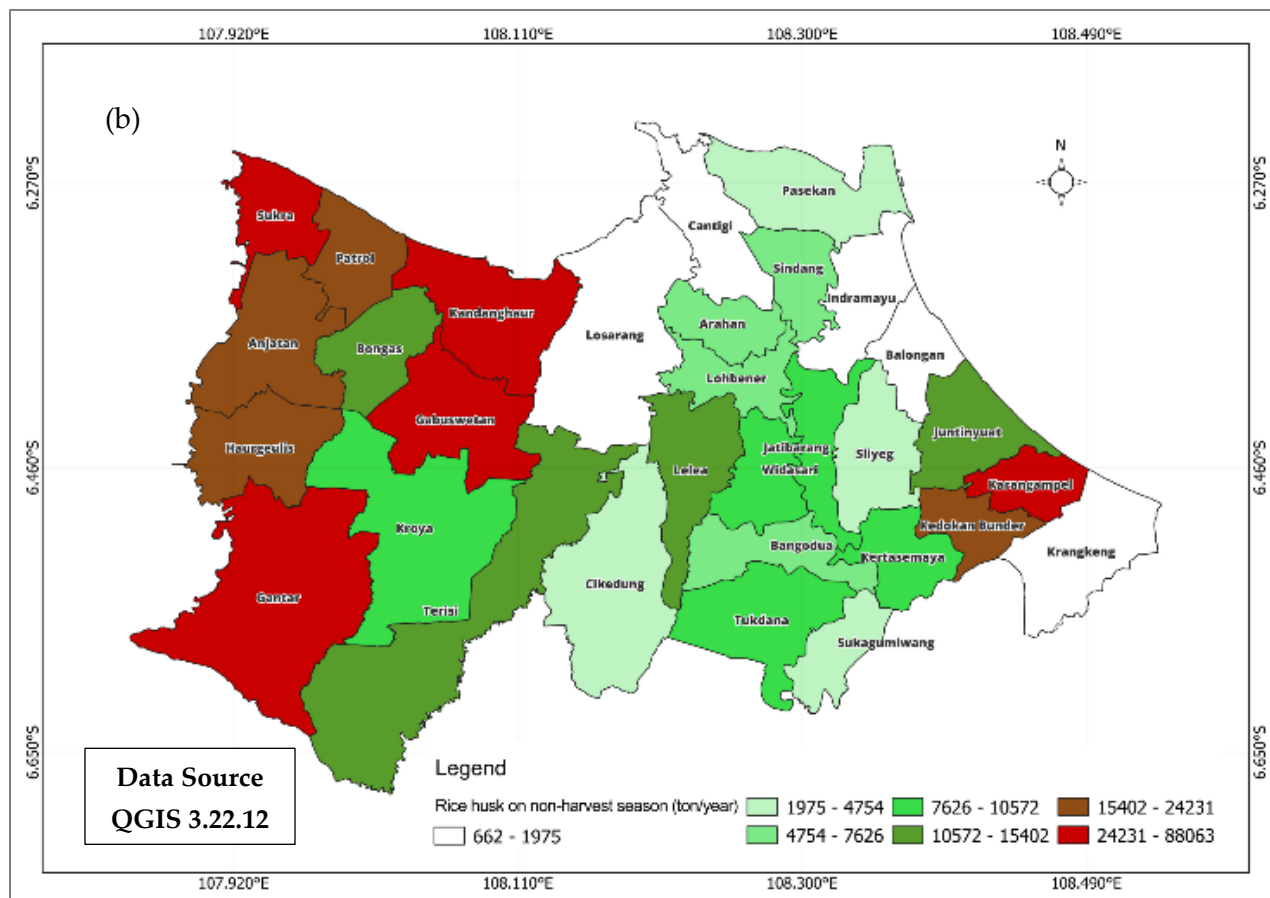 107.920°E 108.110°E 108.300°E 108.490°E
(b)
N
6.270°S 6.270°S
Pasekan
Sukra
Cantigi
Patrol
Sindang
Indramayu
Kandanghaur
Arahan
Losarang
Anjatan
Bongas
Balongan
Lohbener
Gabuswetan
Juntinyuat
Haurgeulis
Jatibarang
Sliyeg
6.460°S 6.460°S
Lelea
Widasari
Karangampel
Kroya
Kedokan Bunder
Bangodua
Krangkeng
Kertasemaya
Cikedung
Gantar
Terisi
Tukdana
Sukagumiwang
6.650°S 6.650°S
Data Source
QGIS 3.22.12
Legend
Rice husk on non-harvest season (ton/year)
662 - 1975
1975 - 4754
4754 - 7626
7626 - 10572
10572 - 15402
15402 - 24231
24231 - 88063
107.920°E 108.110°E 108.300°E 108.490°E